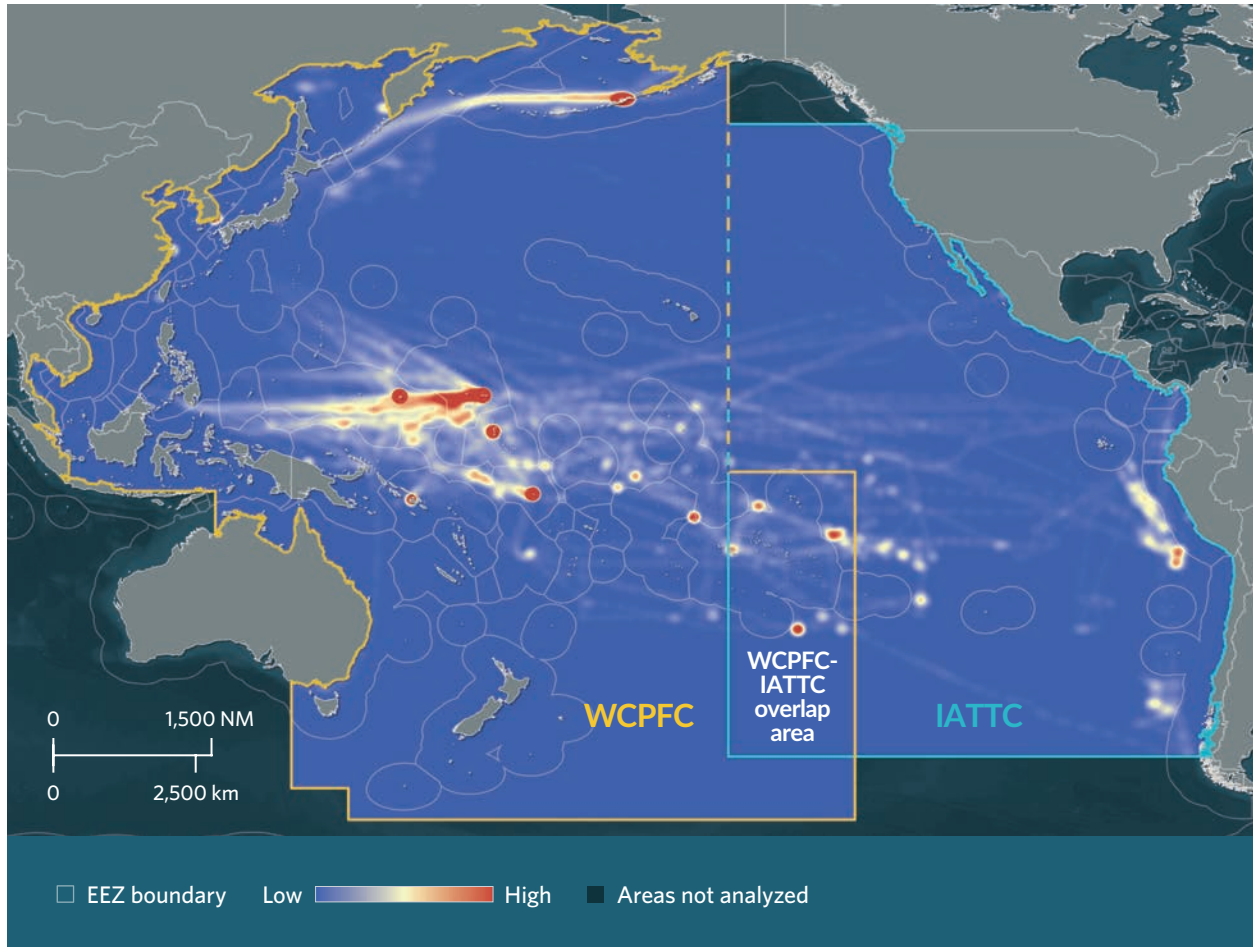 WCPFC
WCPFC-
IATTC
overlap
area
IATTC
0
1,500 NM
0
2,500 km
EEZ boundary
Low
High
Areas not analyzed